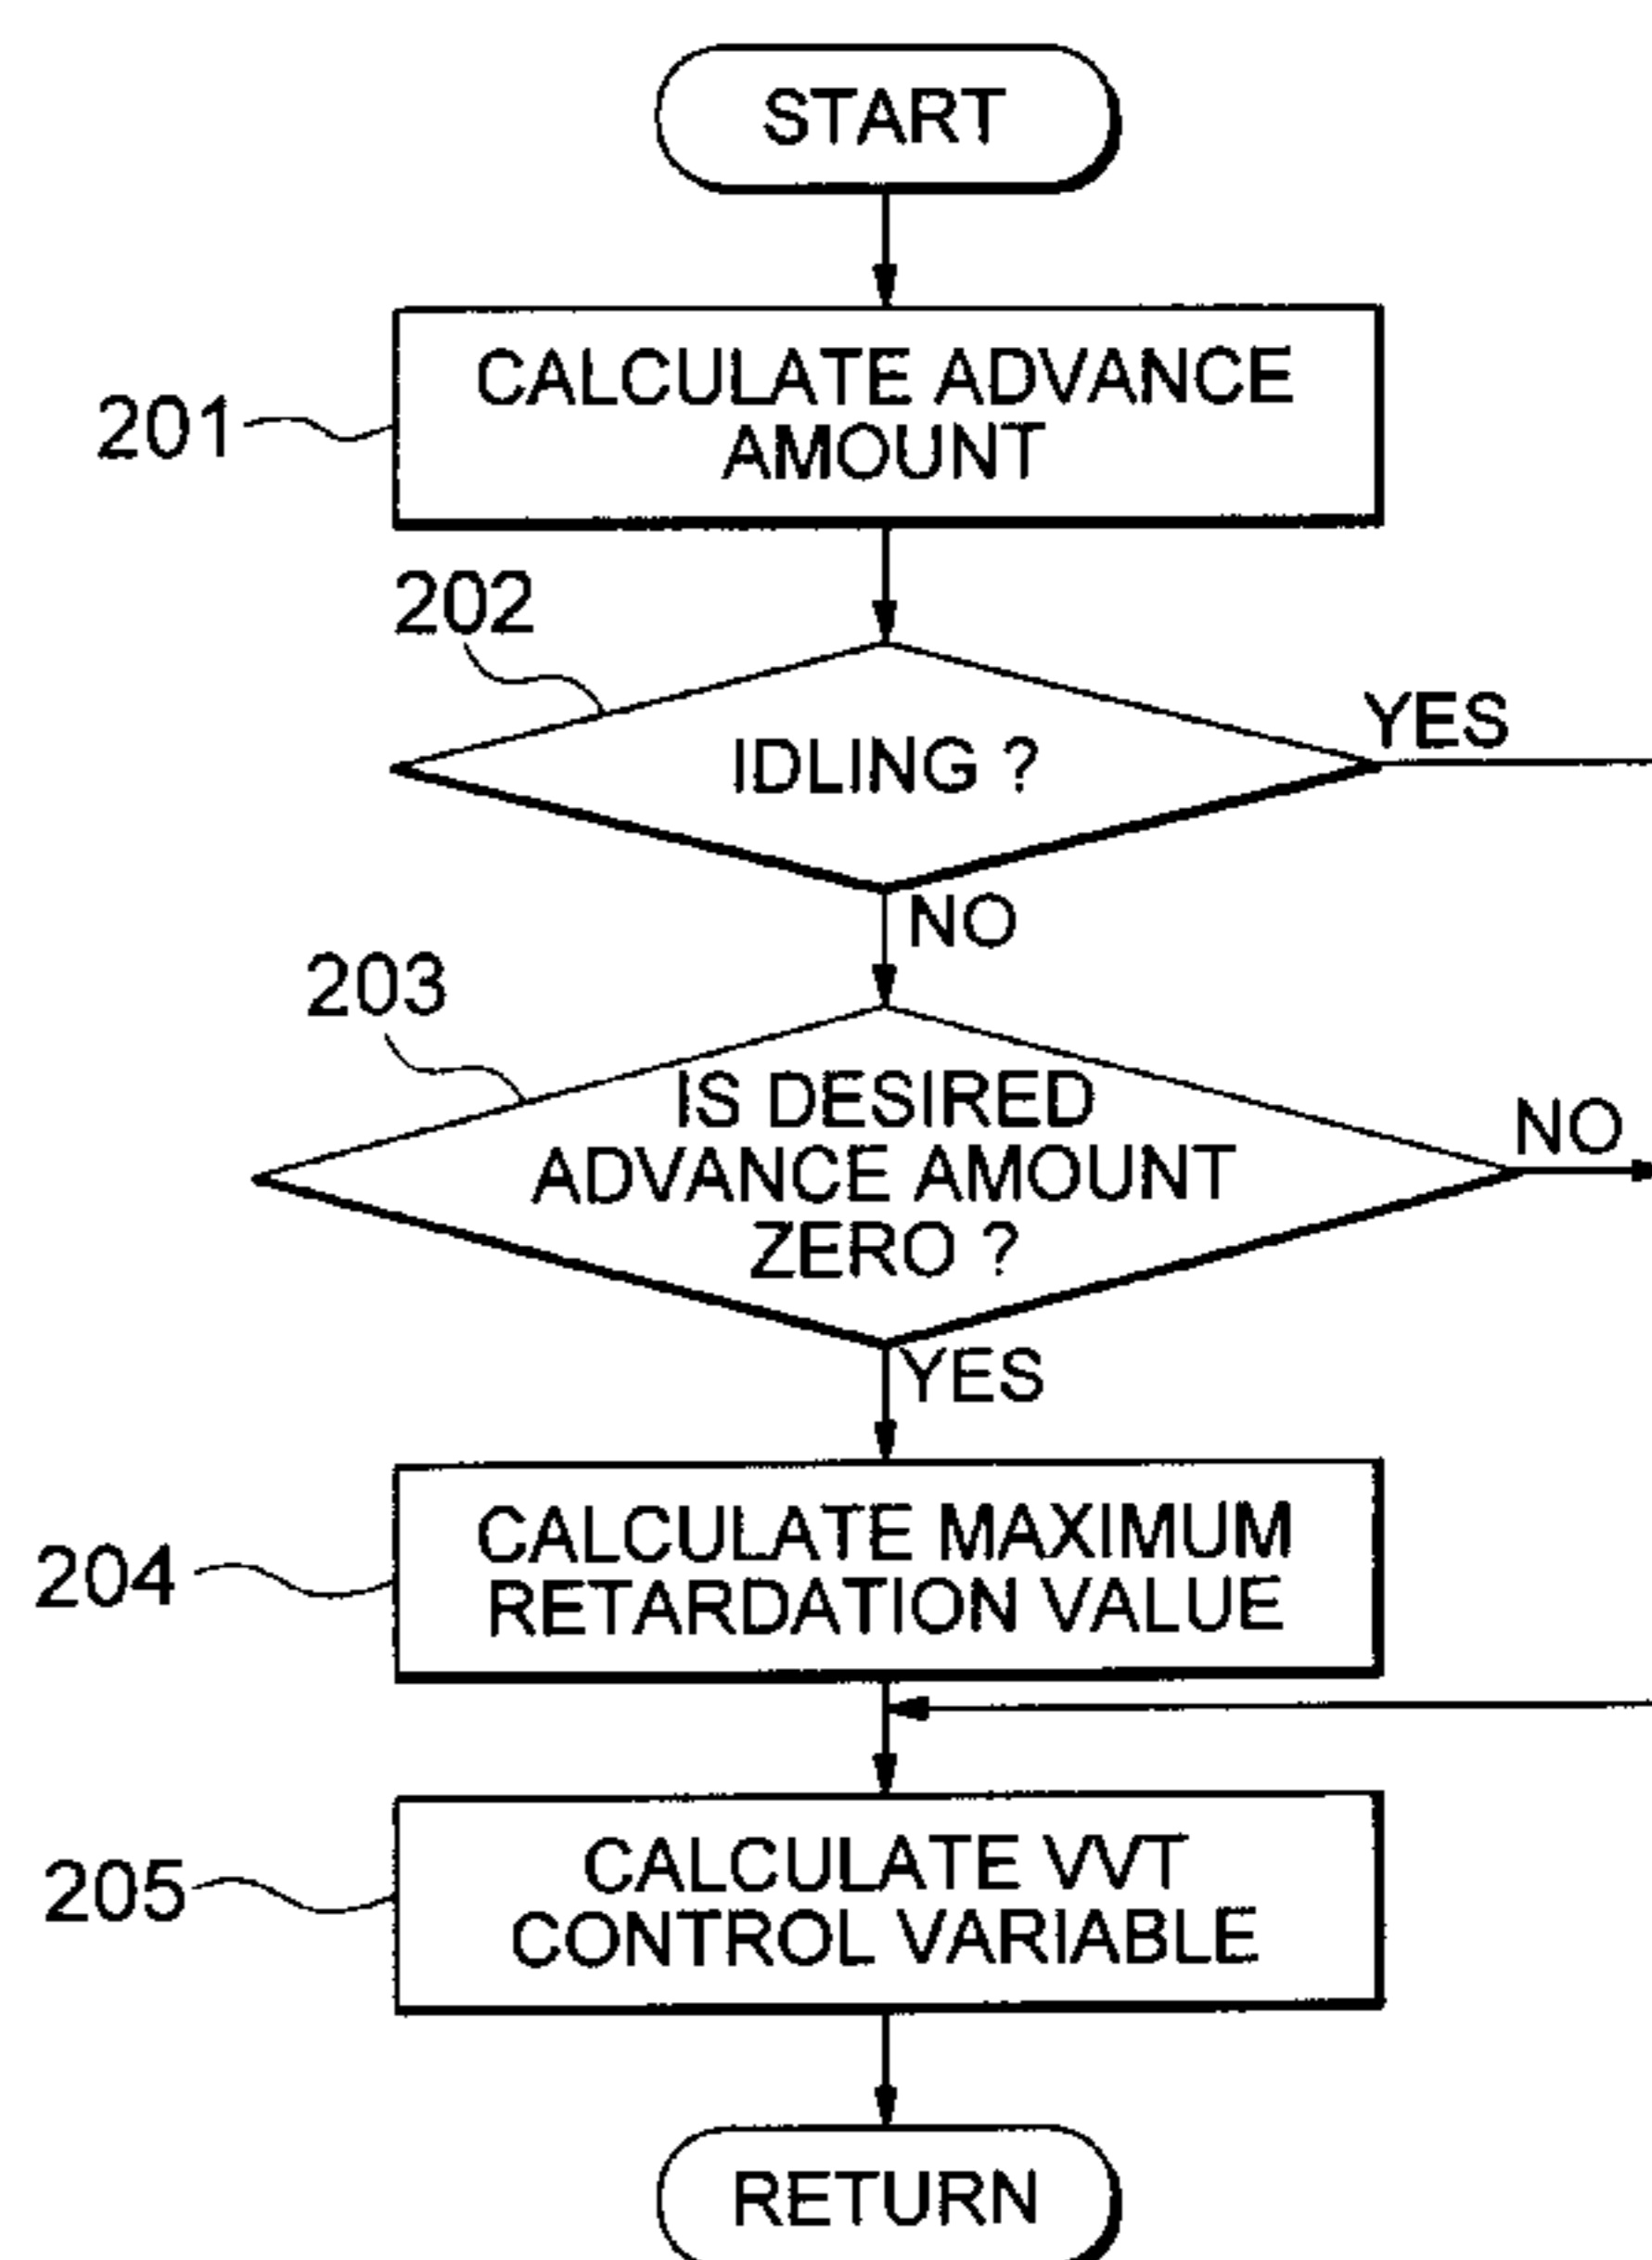 START
CALCULATE ADVANCE
AMOUNT
201
202
IDLING ?
YES
NO
203
IS DESIRED
ADVANCE AMOUNT
ZERO ?
NO
YES
CALCULATE MAXIMUM
RETARDATION VALUE
204
CALCULATE VVT
CONTROL VARIABLE
205
RETURN